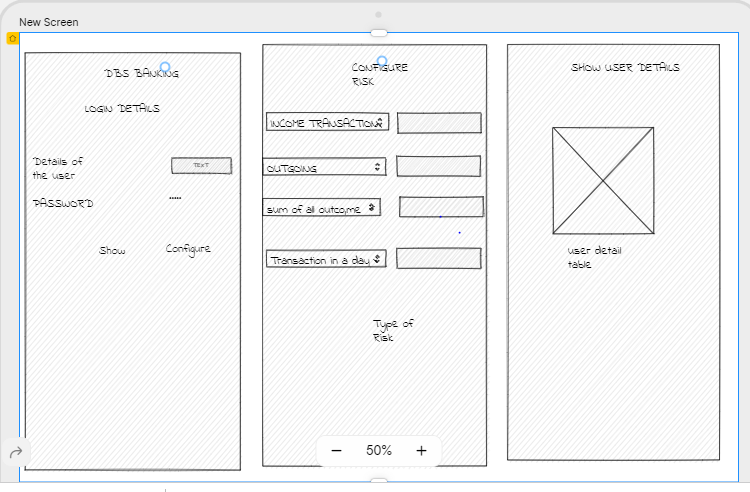 New Screen
DBS BANKING
LOGIN DETAILS
Details of
the user
TEXT
PASSWORD
•••••
Show
Configure
CONFIGURE
RISK
INCOME TRANSACTION
OUTGOING
sum of all outcome
Transaction in a day
Type of
Risk
SHOW USER DETAILS
user detail
table
− 50% +